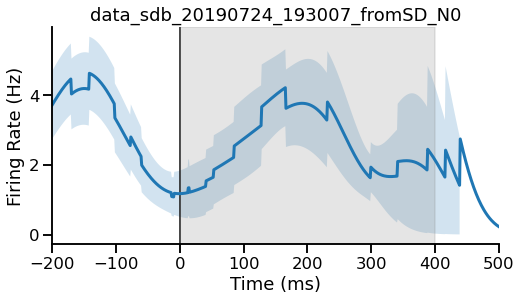 data_sdb_20190724_193007_fromSD_N0
Firing Rate (Hz)
4
2
0
−200 −100 0 100 200 300 400 500
Time (ms)